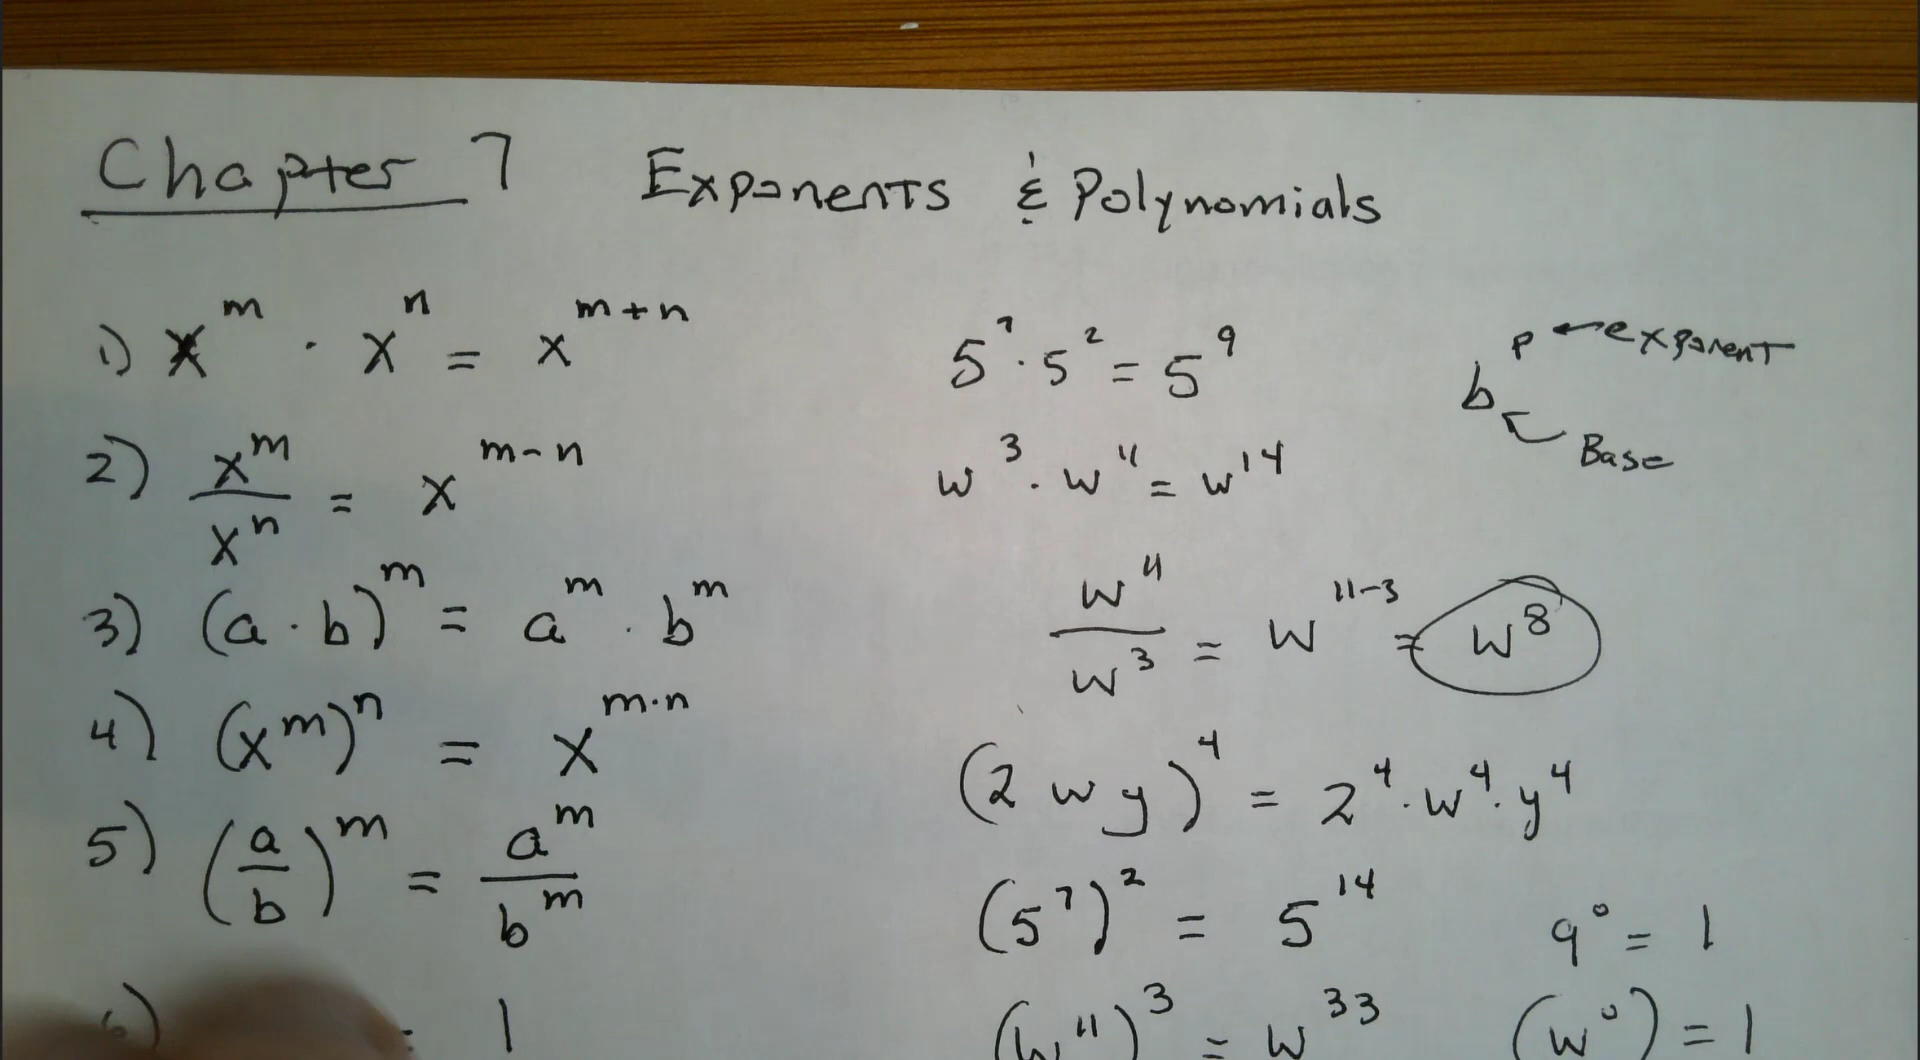 Chapter 7 Exponents & Polynomials
1) x^m · x^n = x^(m+n)
2) x^m / x^n = x^(m-n)
3) (a · b)^m = a^m · b^m
4) (x^m)^n = x^(m·n)
5) (a/b)^m = a^m / b^m
6) = 1
5^7 · 5^2 = 5^9
w^3 · w^11 = w^14
w^11 / w^3 = w^(11-3) = w^8
(2wy)^4 = 2^4 · w^4 · y^4
(5^7)^2 = 5^14
(w^11)^3 = w^33
b^p ← exponent
Base
9^0 = 1
(w^0) = 1